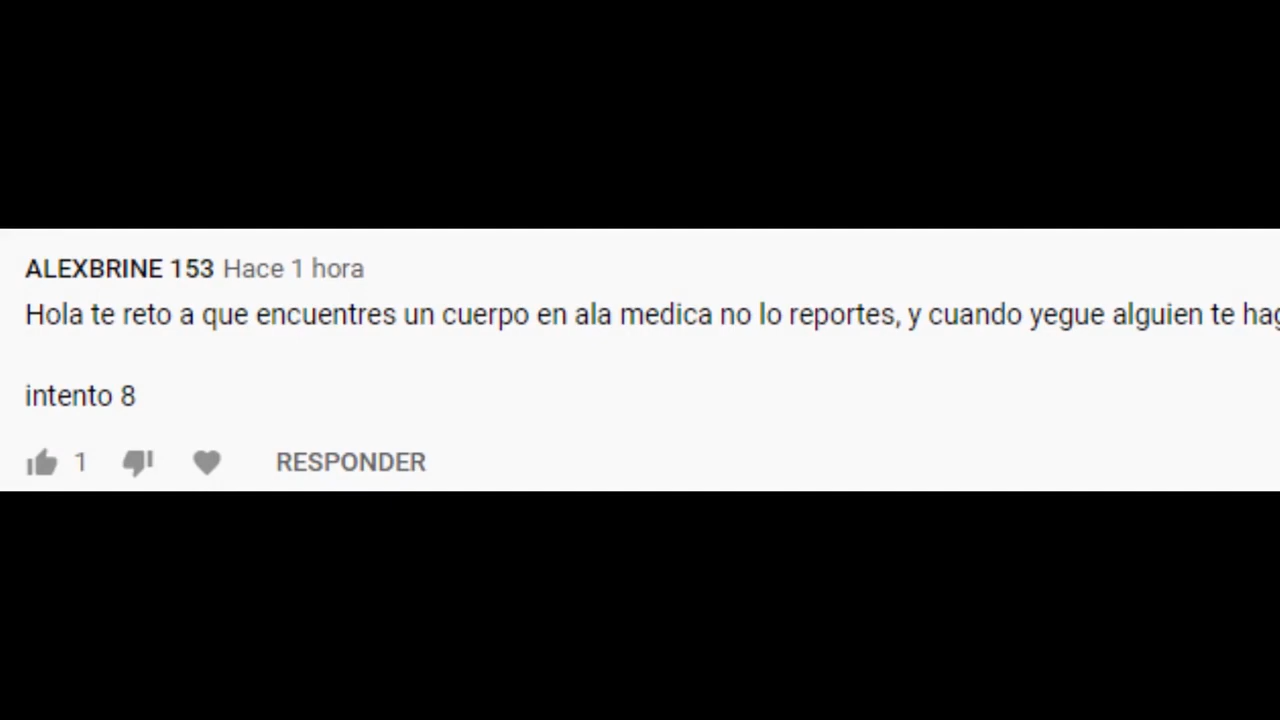 ALEXBRINE 153 Hace 1 hora
Hola te reto a que encuentres un cuerpo en ala medica no lo reportes, y cuando yegue alguien te
intento 8
1 RESPONDER